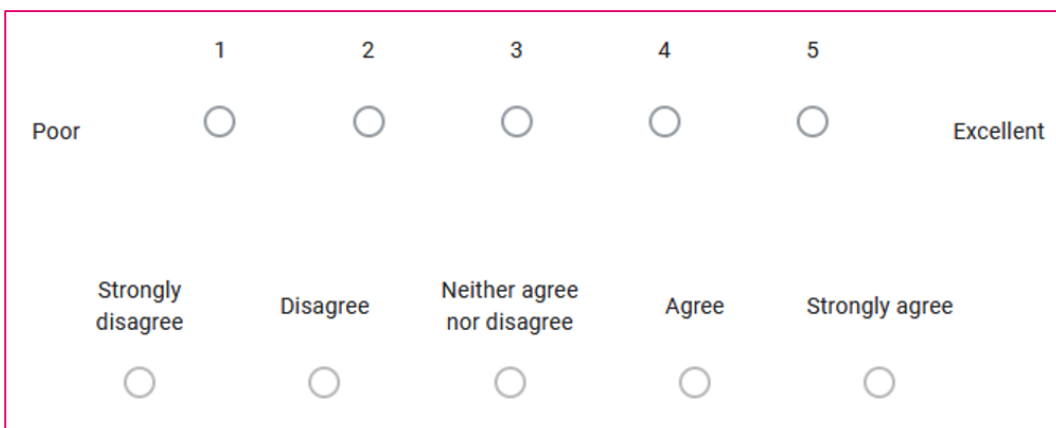 1 2 3 4 5
Poor Excellent
Strongly disagree Disagree Neither agree nor disagree Agree Strongly agree